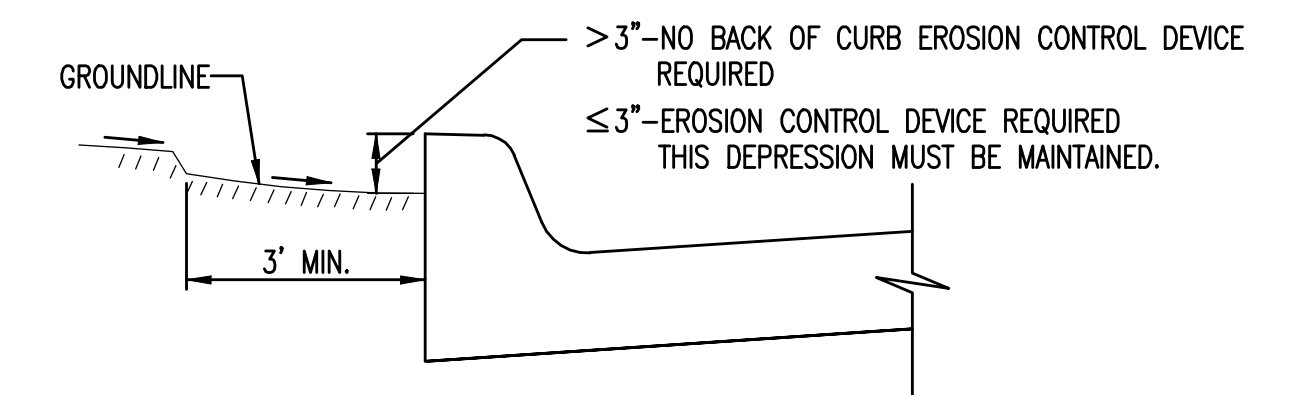 >3”–NO BACK OF CURB EROSION CONTROL DEVICE
REQUIRED
GROUNDLINE
≤3”–EROSION CONTROL DEVICE REQUIRED
THIS DEPRESSION MUST BE MAINTAINED.
3' MIN.